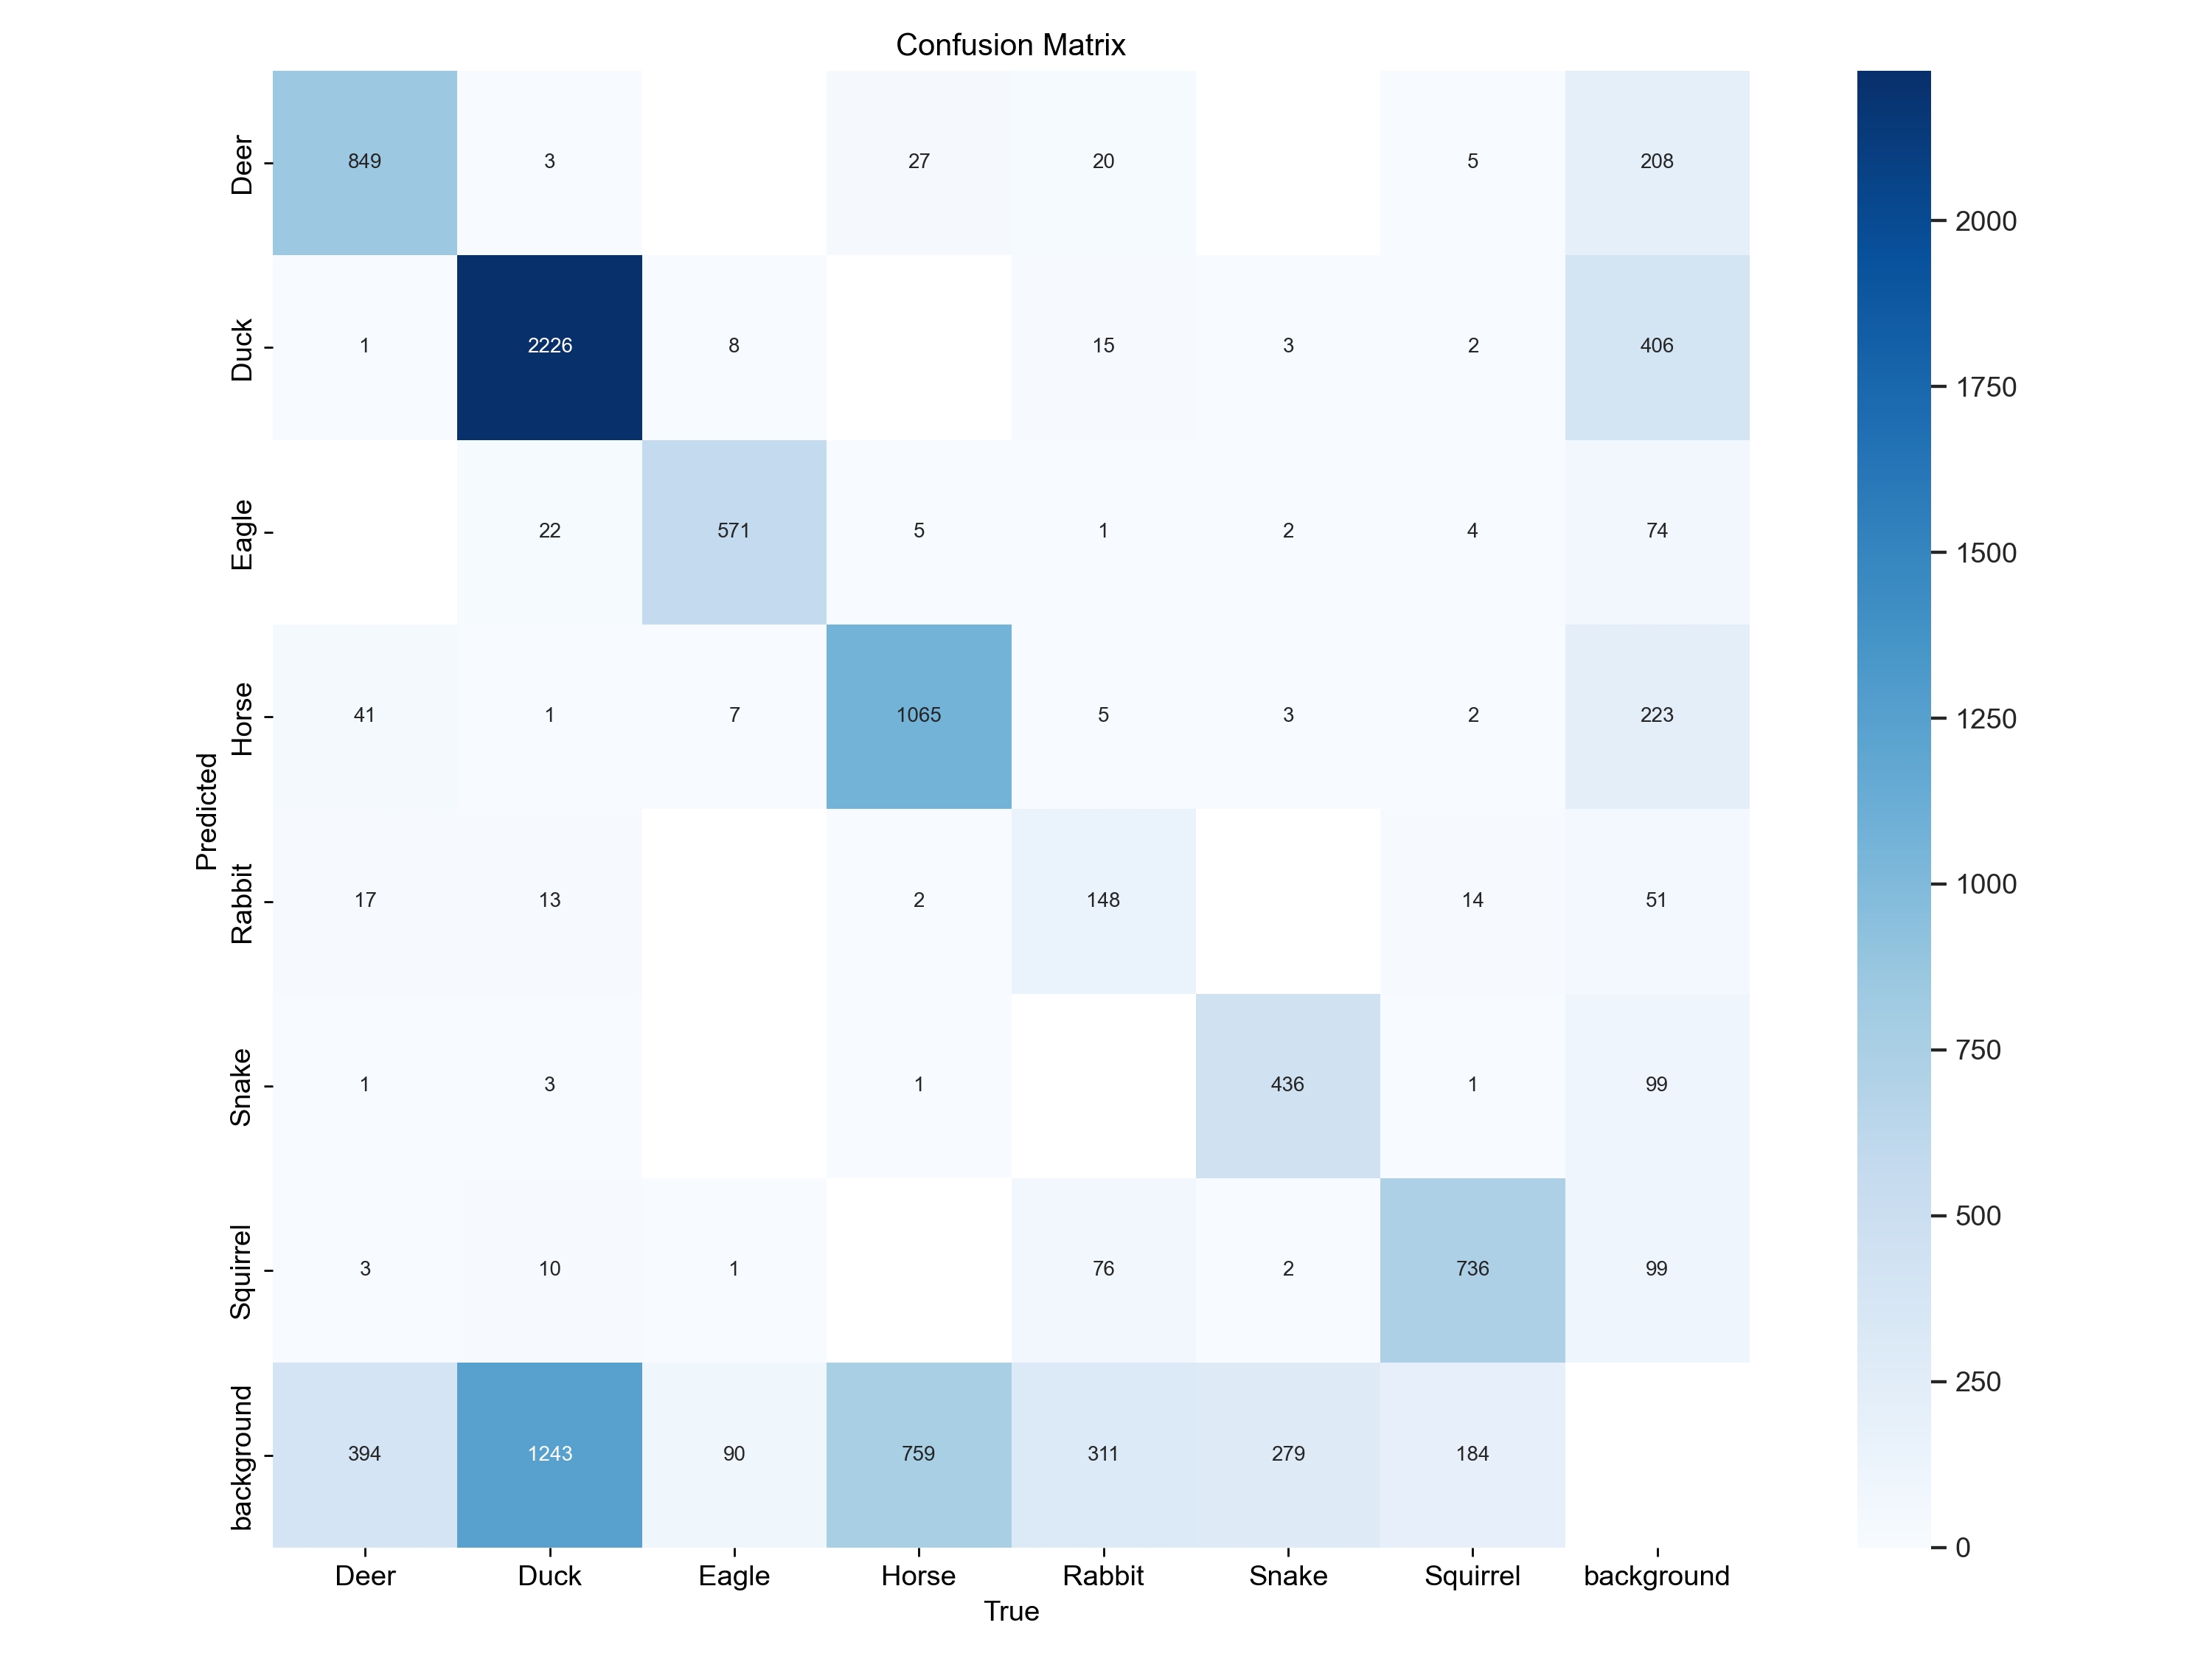 Confusion Matrix
Deer 849 3 27 20 5 208
Duck 1 2226 8 15 3 2 406
Eagle 22 571 5 1 2 4 74
Horse 41 1 7 1065 5 3 2 223
Rabbit 17 13 2 148 14 51
Snake 1 3 1 436 1 99
Squirrel 3 10 1 76 2 736 99
background 394 1243 90 759 311 279 184
Deer Duck Eagle Horse Rabbit Snake Squirrel background
True
Predicted
2000
1750
1500
1250
1000
750
500
250
0